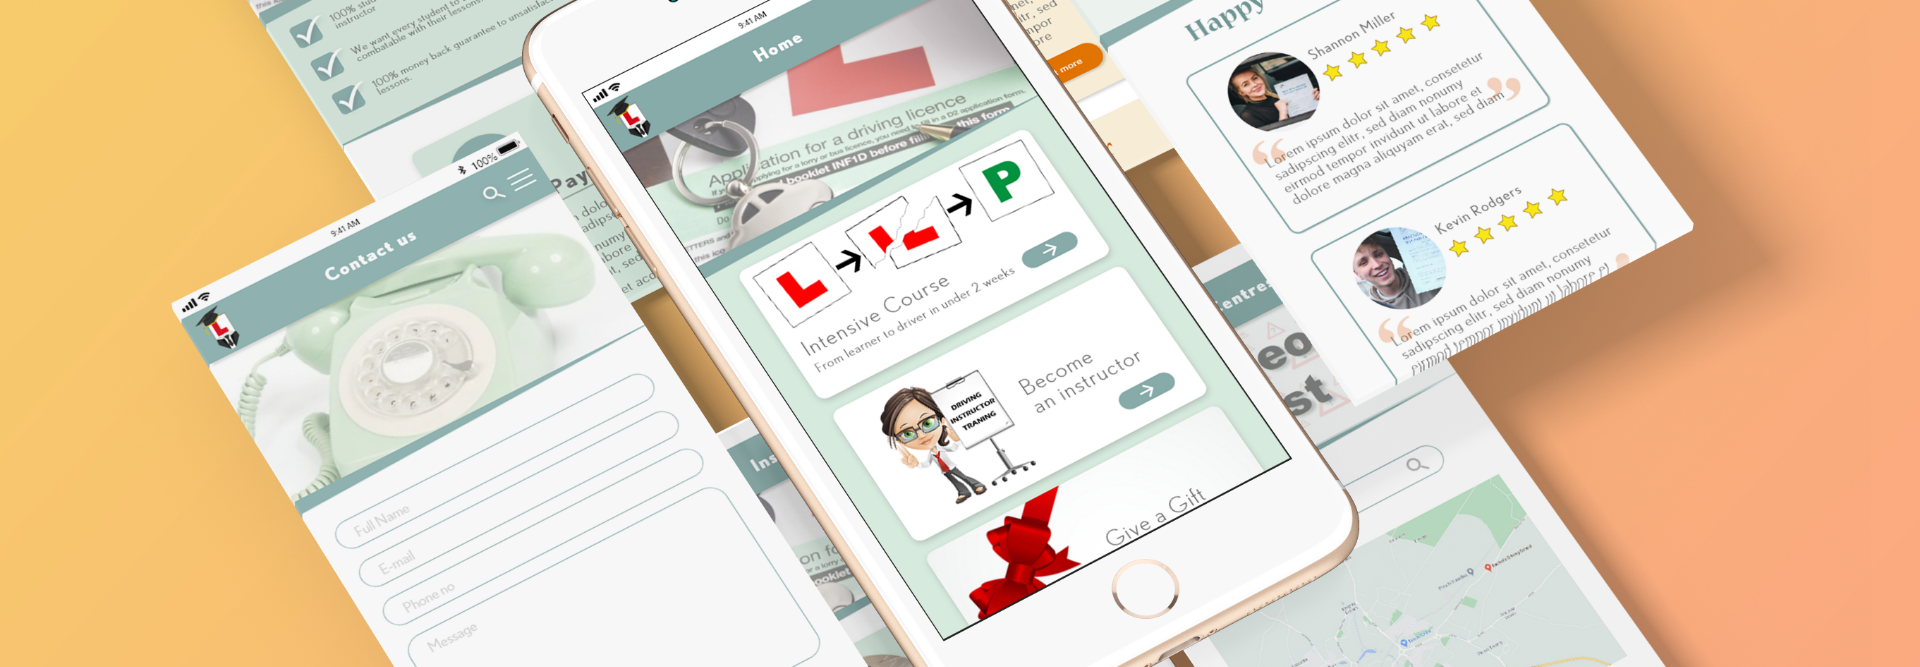 100% stud
instructor
We want every student to
combatable with their lessons.
100% money back guarantee to unsatisfac
lessons.
Pay
9:41 AM
100%
Contact us
Full Name
E-mail
Phone no
Message
9:41 AM
Home
Application for a driving licence
booklet INF1D before
this form
L
P
Intensive Course
From learner to driver in under 2 weeks
Become
an instructor
DRIVING
INSTRUCTOR
TRANING
Give a Gift
more
Happy
Shannon Miller
Lorem ipsum dolor sit amet, consetetur
sadipscing elitr, sed diam nonumy
eirmod tempor invidunt ut labore et
dolore magna aliquyam erat, sed diam
Kevin Rodgers
Lorem ipsum dolor sit amet, consetetur
sadipscing elitr, sed diam nonumy
eirmod tempor invidunt ut labore et
Ins
entre
eo
st